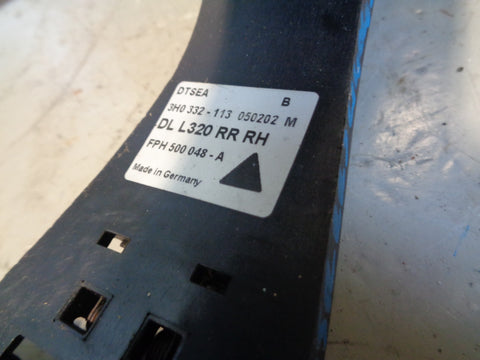 DTSEA B
3H0 332 - 113 050202 M
DL L320 RR RH
FPH 500 048 - A
Made in Germany